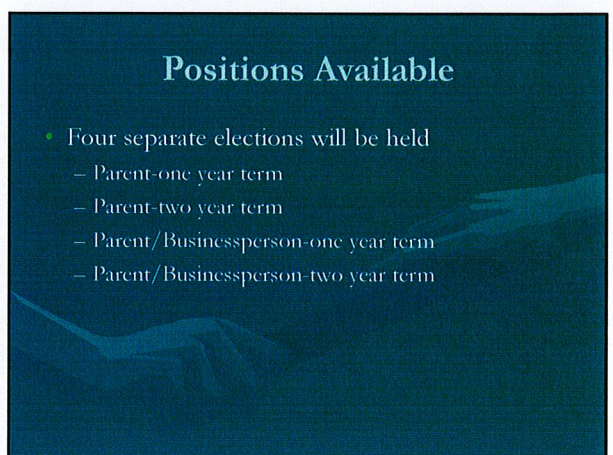 Positions Available
• Four separate elections will be held
– Parent-one year term
– Parent-two year term
– Parent/Businessperson-one year term
– Parent/Businessperson-two year term